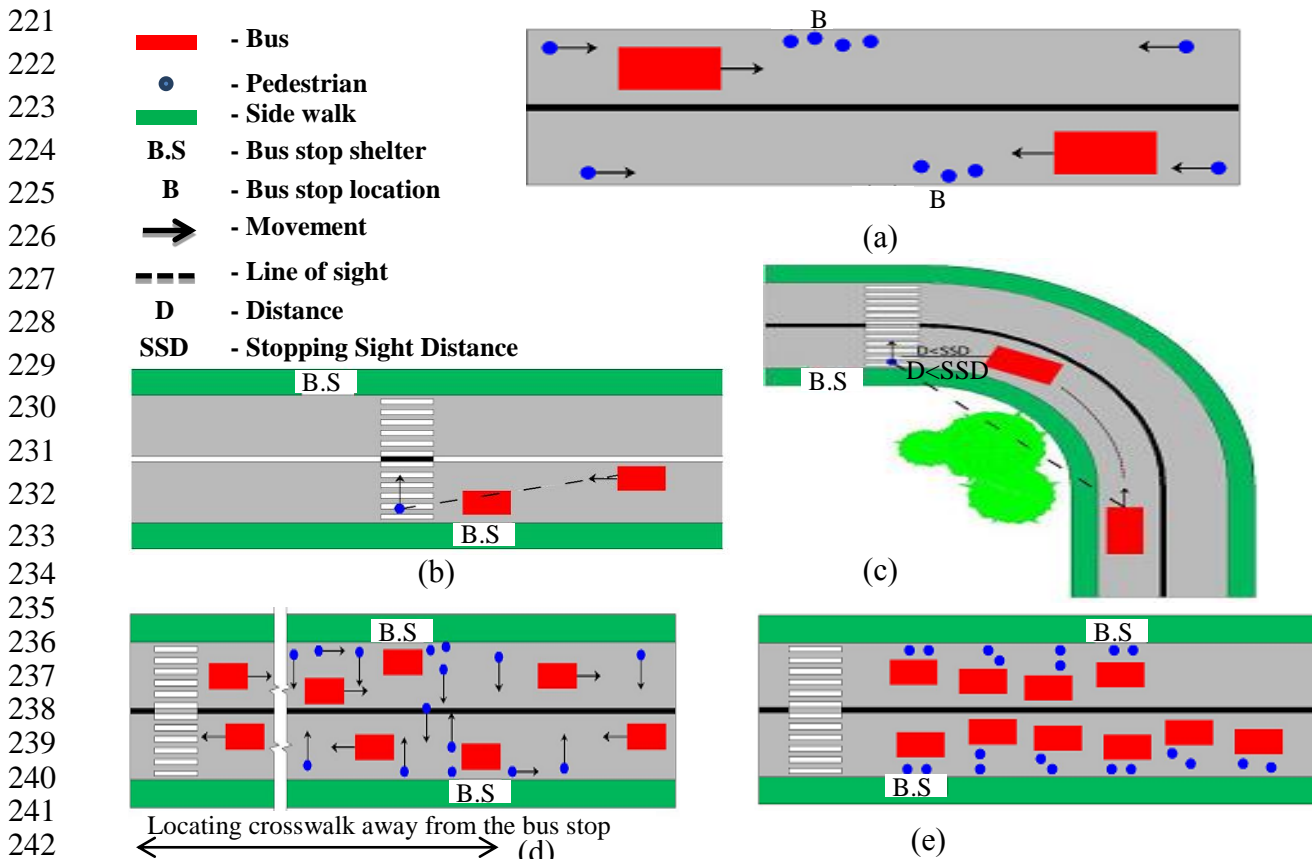 221
222
223
224
225
226
227
228
229
230
231
232
233
234
235
236
237
238
239
240
241
242
- Bus
- Pedestrian
- Side walk
B.S - Bus stop shelter
B - Bus stop location
- Movement
- Line of sight
D - Distance
SSD - Stopping Sight Distance
B
B
(a)
B.S
B.S
(b)
D<SSD
D<SSD
B.S
(c)
B.S
B.S
Locating crosswalk away from the bus stop
(d)
B.S
B.S
(e)